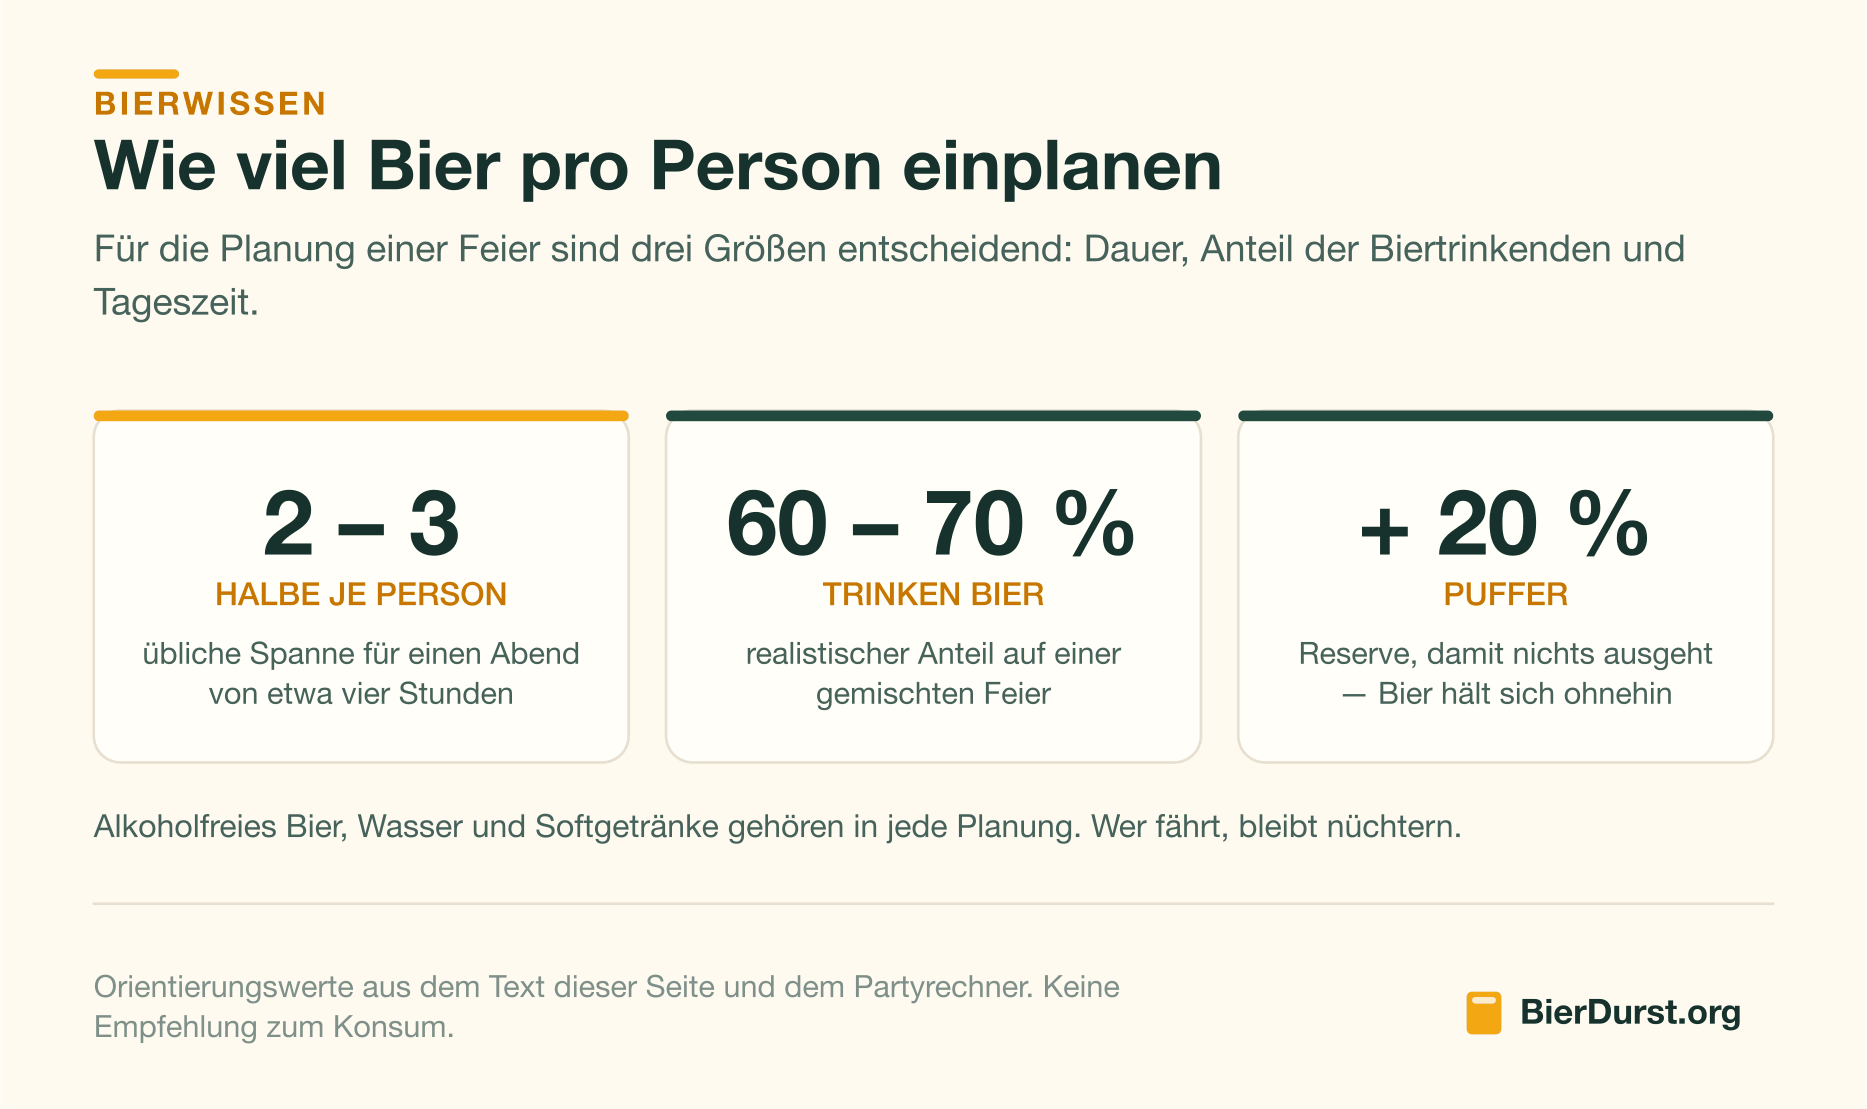 BIERWISSEN
Wie viel Bier pro Person einplanen
Für die Planung einer Feier sind drei Größen entscheidend: Dauer, Anteil der Biertrinkenden und
Tageszeit.
2 – 3
HALBE JE PERSON
übliche Spanne für einen Abend
von etwa vier Stunden
60 – 70 %
TRINKEN BIER
realistischer Anteil auf einer
gemischten Feier
+ 20 %
PUFFER
Reserve, damit nichts ausgeht
— Bier hält sich ohnehin
Alkoholfreies Bier, Wasser und Softgetränke gehören in jede Planung. Wer fährt, bleibt nüchtern.
Orientierungswerte aus dem Text dieser Seite und dem Partyrechner. Keine
Empfehlung zum Konsum.
BierDurst.org